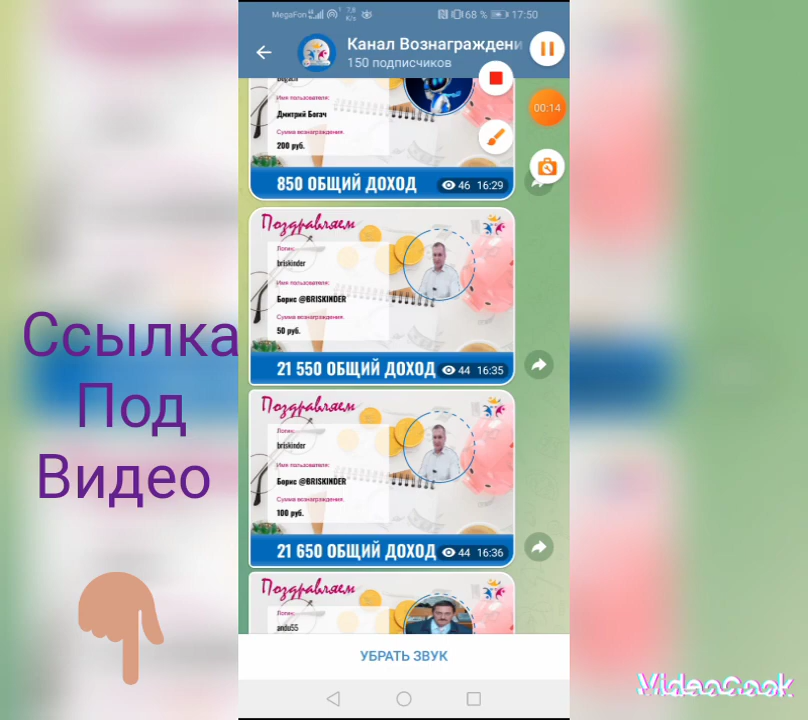 MegaFon 7,8 К/s 68 % 17:50
Канал Вознаграждени
150 подписчиков
00:14
Имя пользователя:
Дмитрий Богач
Сумма вознаграждения:
200 руб.
850 ОБЩИЙ ДОХОД 46 16:29
Поздравляем
Логин:
briskinder
Имя пользователя:
Борис @BRISKINDER
Сумма вознаграждения:
50 руб.
21 550 ОБЩИЙ ДОХОД 44 16:35
Поздравляем
Логин:
briskinder
Имя пользователя:
Борис @BRISKINDER
Сумма вознаграждения:
100 руб.
21 650 ОБЩИЙ ДОХОД 44 16:36
Поздравляем
Логин:
andu55
УБРАТЬ ЗВУК
Ссылка
Под
Видео
VideoCook